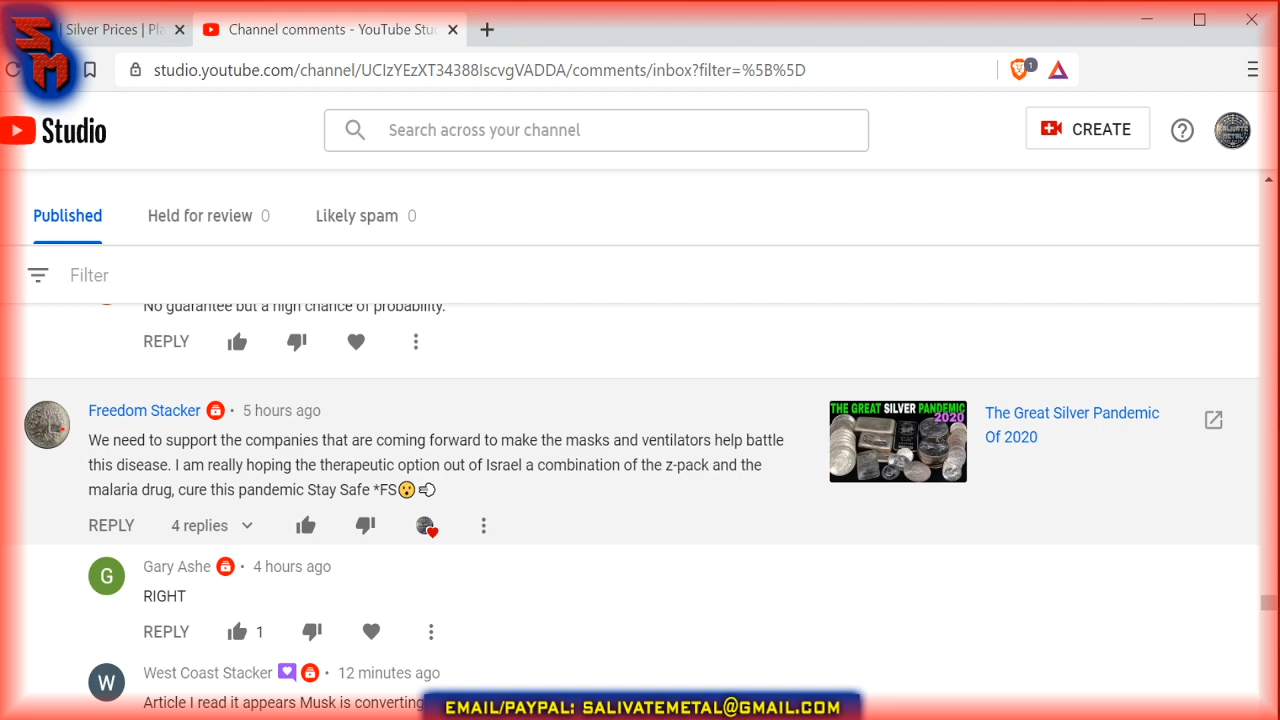 SM
Silver Prices | Pla
Channel comments - YouTube Stu
studio.youtube.com/channel/UCIzYEzXT34388IscvgVADDA/comments/inbox?filter=%5B%5D
1
Studio
Search across your channel
CREATE
Published
Held for review 0
Likely spam 0
Filter
No guarantee but a high chance of probability.
REPLY
Freedom Stacker • 5 hours ago
We need to support the companies that are coming forward to make the masks and ventilators help battle
this disease. I am really hoping the therapeutic option out of Israel a combination of the z-pack and the
malaria drug, cure this pandemic Stay Safe *FS😮💨
THE GREAT SILVER PANDEMIC
2020
The Great Silver Pandemic
Of 2020
REPLY 4 replies
G
Gary Ashe • 4 hours ago
RIGHT
REPLY 1
W
West Coast Stacker • 12 minutes ago
Article I read it appears Musk is converting
EMAIL/PAYPAL: SALIVATEMETAL@GMAIL.COM